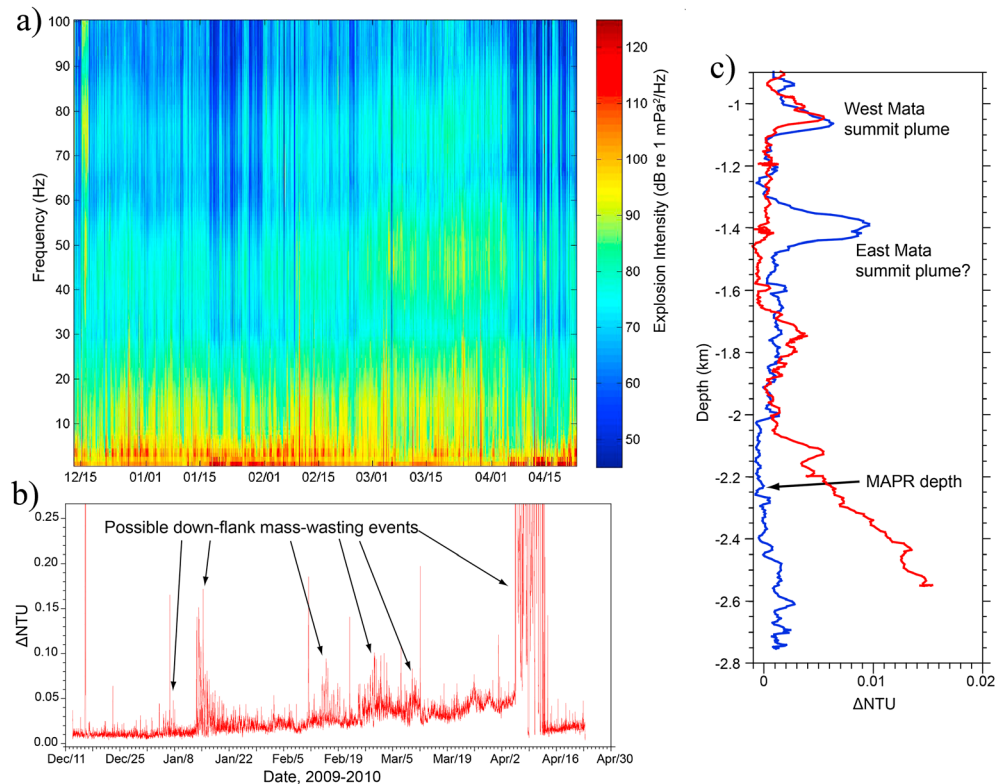 a)
Frequency (Hz)
100
90
80
70
60
50
40
30
20
10
12/15
01/01
01/15
02/01
02/15
03/01
03/15
04/01
04/15
120
110
100
90
80
70
60
50
Explosion Intensity (dB re 1 mPa²/Hz)
b)
ΔNTU
0.25
0.20
0.15
0.10
0.05
0.00
Possible down-flank mass-wasting events
Dec/11
Dec/25
Jan/8
Jan/22
Feb/5
Feb/19
Mar/5
Mar/19
Apr/2
Apr/16
Apr/30
Date, 2009-2010
c)
Depth (km)
-1
-1.2
-1.4
-1.6
-1.8
-2
-2.2
-2.4
-2.6
-2.8
West Mata
summit plume
East Mata
summit plume?
MAPR depth
0
0.01
0.02
ΔNTU